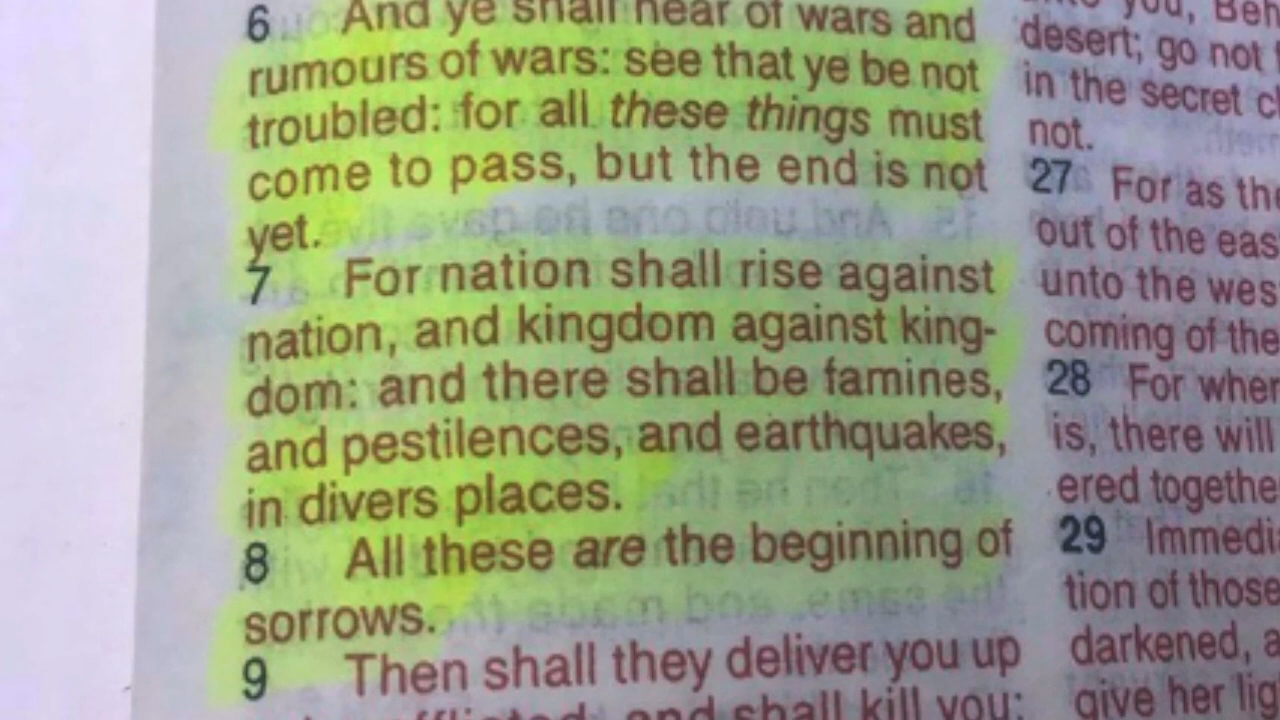 6 And ye shall hear of wars and
rumours of wars: see that ye be not
troubled: for all these things must
come to pass, but the end is not
yet.
7 For nation shall rise against
nation, and kingdom against king-
dom: and there shall be famines,
and pestilences, and earthquakes,
in divers places.
8 All these are the beginning of
sorrows.
9 Then shall they deliver you up
afflicted, and shall kill you:
you, Beh
desert; go not
in the secret c
not.
27 For as the
out of the eas
unto the wes
coming of the
28 For wher
is, there will
ered togethe
29 Immedi
tion of those
darkened, a
give her lig